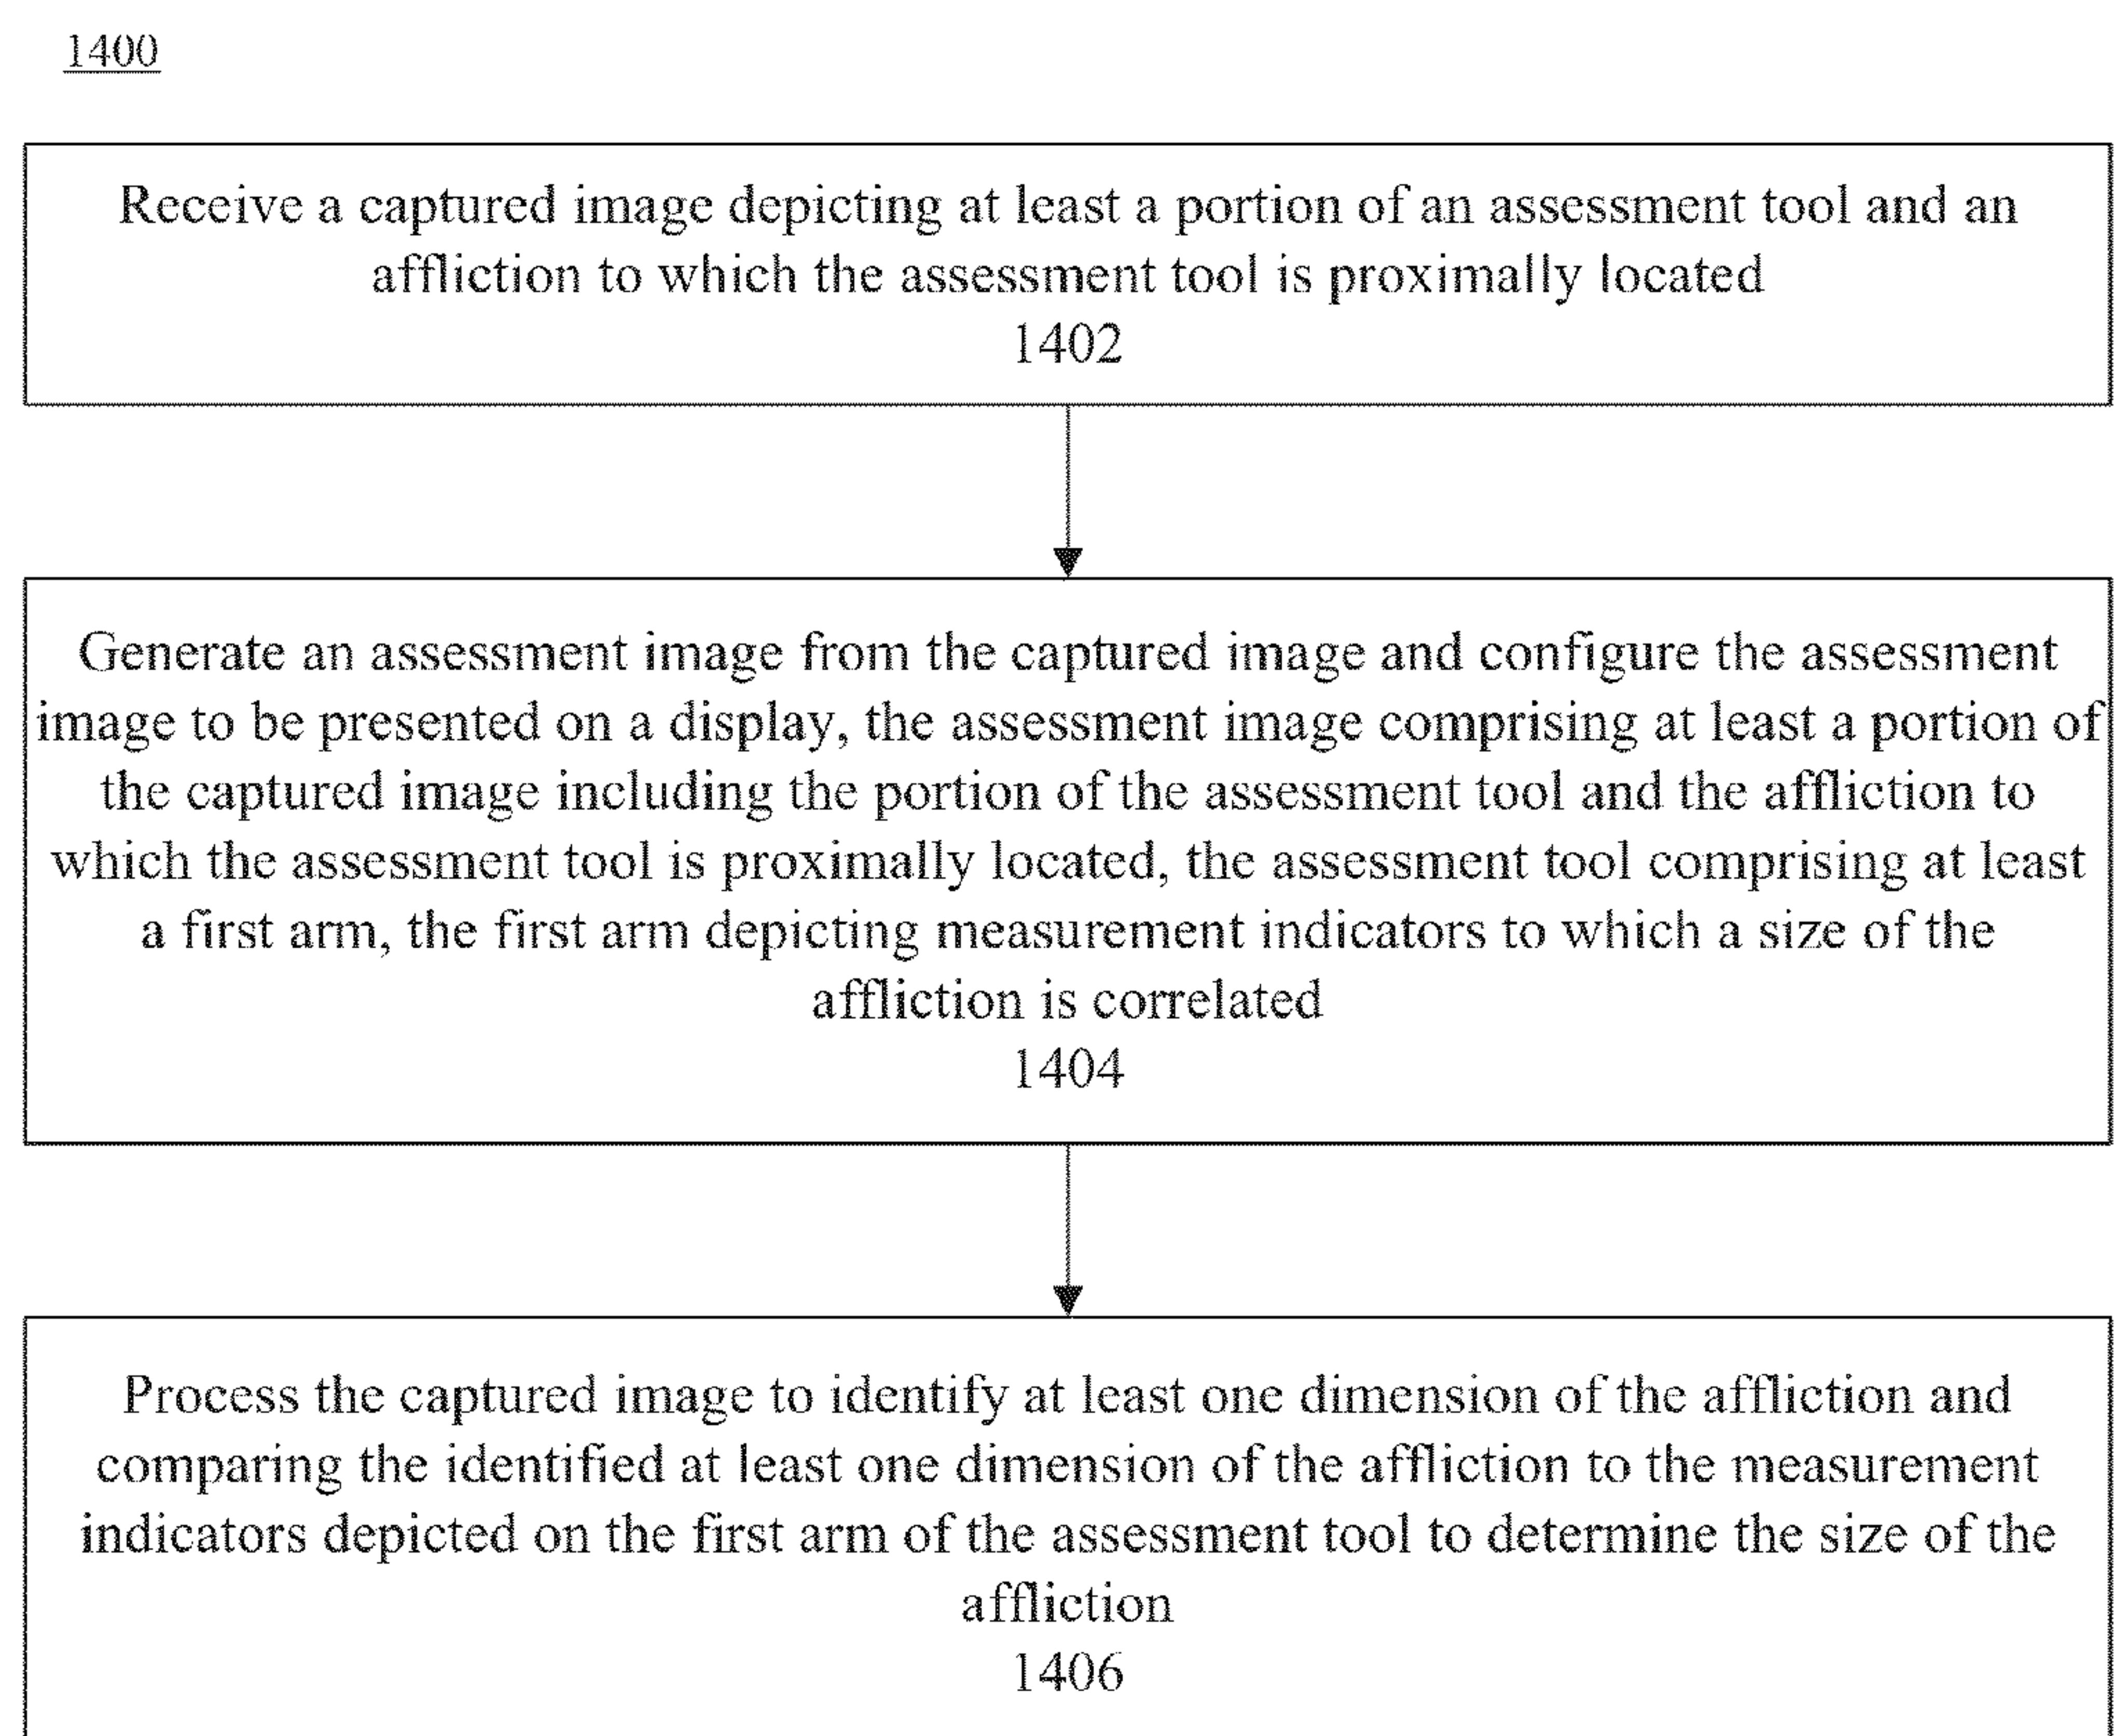 1400
Receive a captured image depicting at least a portion of an assessment tool and an
affliction to which the assessment tool is proximally located
1402
Generate an assessment image from the captured image and configure the assessment
image to be presented on a display, the assessment image comprising at least a portion of
the captured image including the portion of the assessment tool and the affliction to
which the assessment tool is proximally located, the assessment tool comprising at least
a first arm, the first arm depicting measurement indicators to which a size of the
affliction is correlated
1404
Process the captured image to identify at least one dimension of the affliction and
comparing the identified at least one dimension of the affliction to the measurement
indicators depicted on the first arm of the assessment tool to determine the size of the
affliction
1406